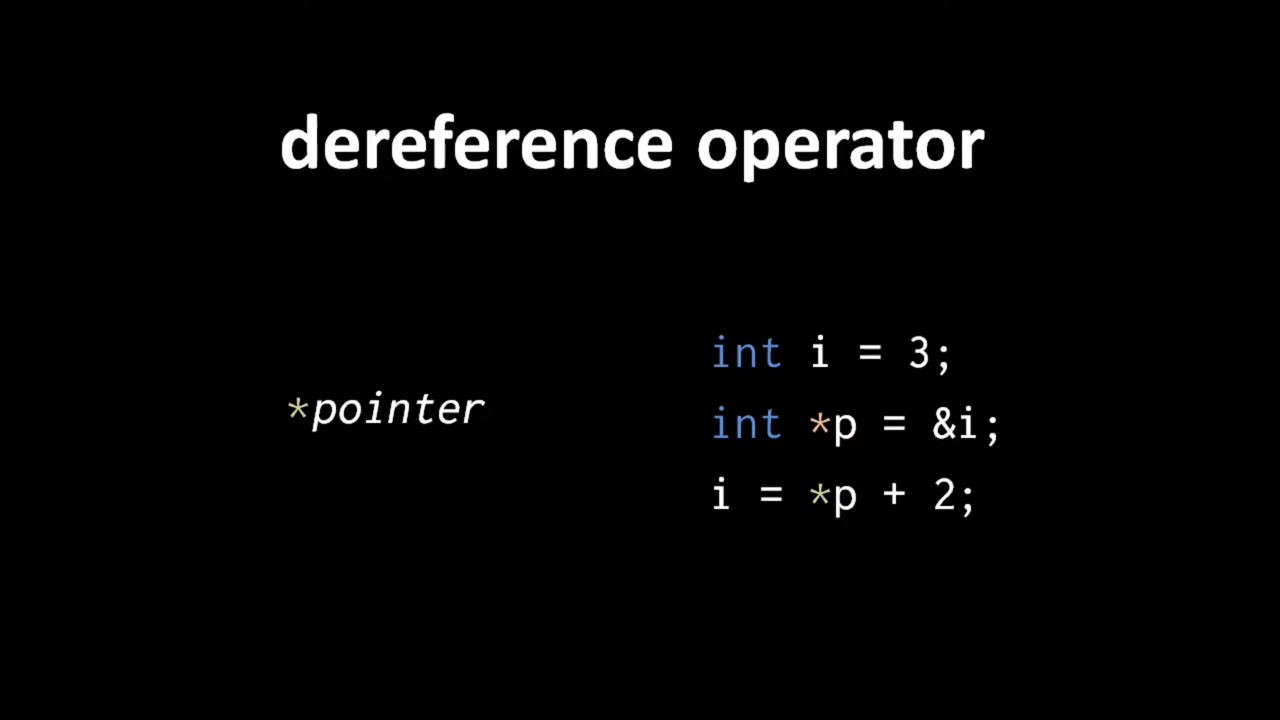 dereference operator
*pointer
int i = 3;
int *p = &i;
i = *p + 2;